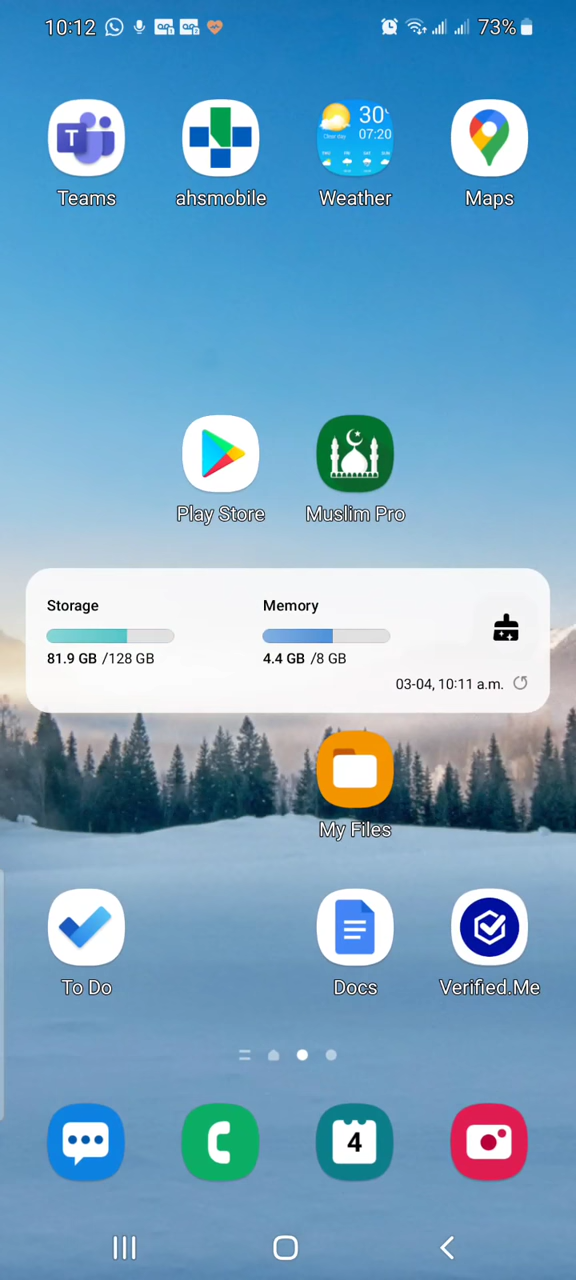 10:12
73%
T
30°
07:20
Clear day
Teams
ahsmobile
Weather
Maps
Play Store
Muslim Pro
Storage
Memory
81.9 GB /128 GB
4.4 GB /8 GB
03-04, 10:11 a.m.
My Files
To Do
Docs
Verified.Me
4